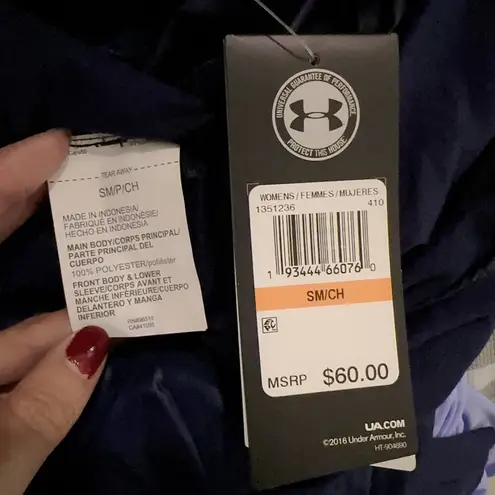 TEAR AWAY
SM/P/CH
MADE IN INDONESIA/
FABRIQUÉ EN INDONÉSIE/
HECHO EN INDONESIA
MAIN BODY/CORPS PRINCIPAL/
PARTE PRINCIPAL DEL
CUERPO
100% POLYESTER/poliéster
FRONT BODY & LOWER
SLEEVE/CORPS AVANT ET
MANCHE INFÉRIEURE/CUERPO
DELANTERO Y MANGA
INFERIOR
UNIVERSAL GUARANTEE OF PERFORMANCE
PROTECT THIS HOUSE
WOMENS / FEMMES / MUJERES
1351236 410
1 93444 66076 0
SM/CH
MSRP $60.00
UA.COM
©2016 Under Armour, Inc.
HT-904690